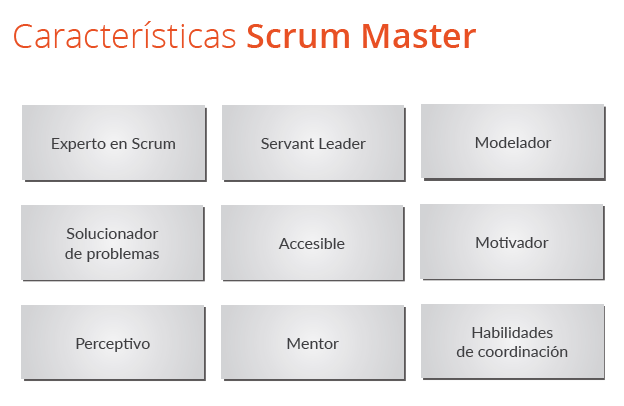 Características Scrum Master
Experto en Scrum
Servant Leader
Modelador
Solucionador
de problemas
Accesible
Motivador
Perceptivo
Mentor
Habilidades
de coordinación